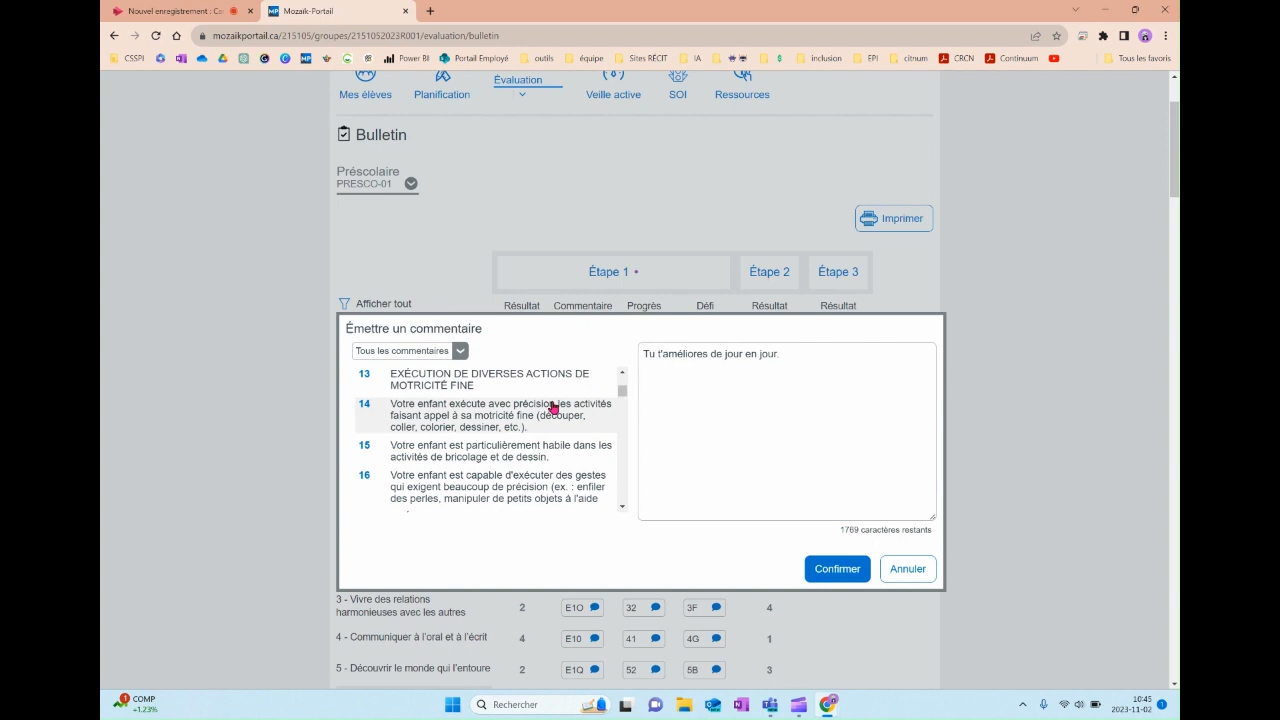 Nouvel enregistrement : Ca
Mozaïk-Portail
mozaikportail.ca/215105/groupes/2151052023R001/evaluation/bulletin
CSSPI
Power BI
Portail Employé
outils
équipe
Sites RÉCIT
IA
$
inclusion
EPI
citnum
CRCN
Continuum
Tous les favoris
Mes élèves
Planification
Évaluation
Veille active
SOI
Ressources
Bulletin
Préscolaire
PRESCO-01
Imprimer
Étape 1
Étape 2
Étape 3
Afficher tout
Résultat
Commentaire
Progrès
Défi
Résultat
Résultat
Émettre un commentaire
Tous les commentaires
13 EXÉCUTION DE DIVERSES ACTIONS DE
MOTRICITÉ FINE
14 Votre enfant exécute avec précision les activités
faisant appel à sa motricité fine (découper,
coller, colorier, dessiner, etc.).
15 Votre enfant est particulièrement habile dans les
activités de bricolage et de dessin.
16 Votre enfant est capable d'exécuter des gestes
qui exigent beaucoup de précision (ex. : enfiler
des perles, manipuler de petits objets à l'aide
Tu t'améliores de jour en jour.
1769 caractères restants
Confirmer
Annuler
3 - Vivre des relations
harmonieuses avec les autres
2 E1O 32 3F 4
4 - Communiquer à l'oral et à l'écrit
4 E10 41 4G 1
5 - Découvrir le monde qui l'entoure
2 E1Q 52 5B 3
COMP
+1.23%
Rechercher
10:45
2023-11-02